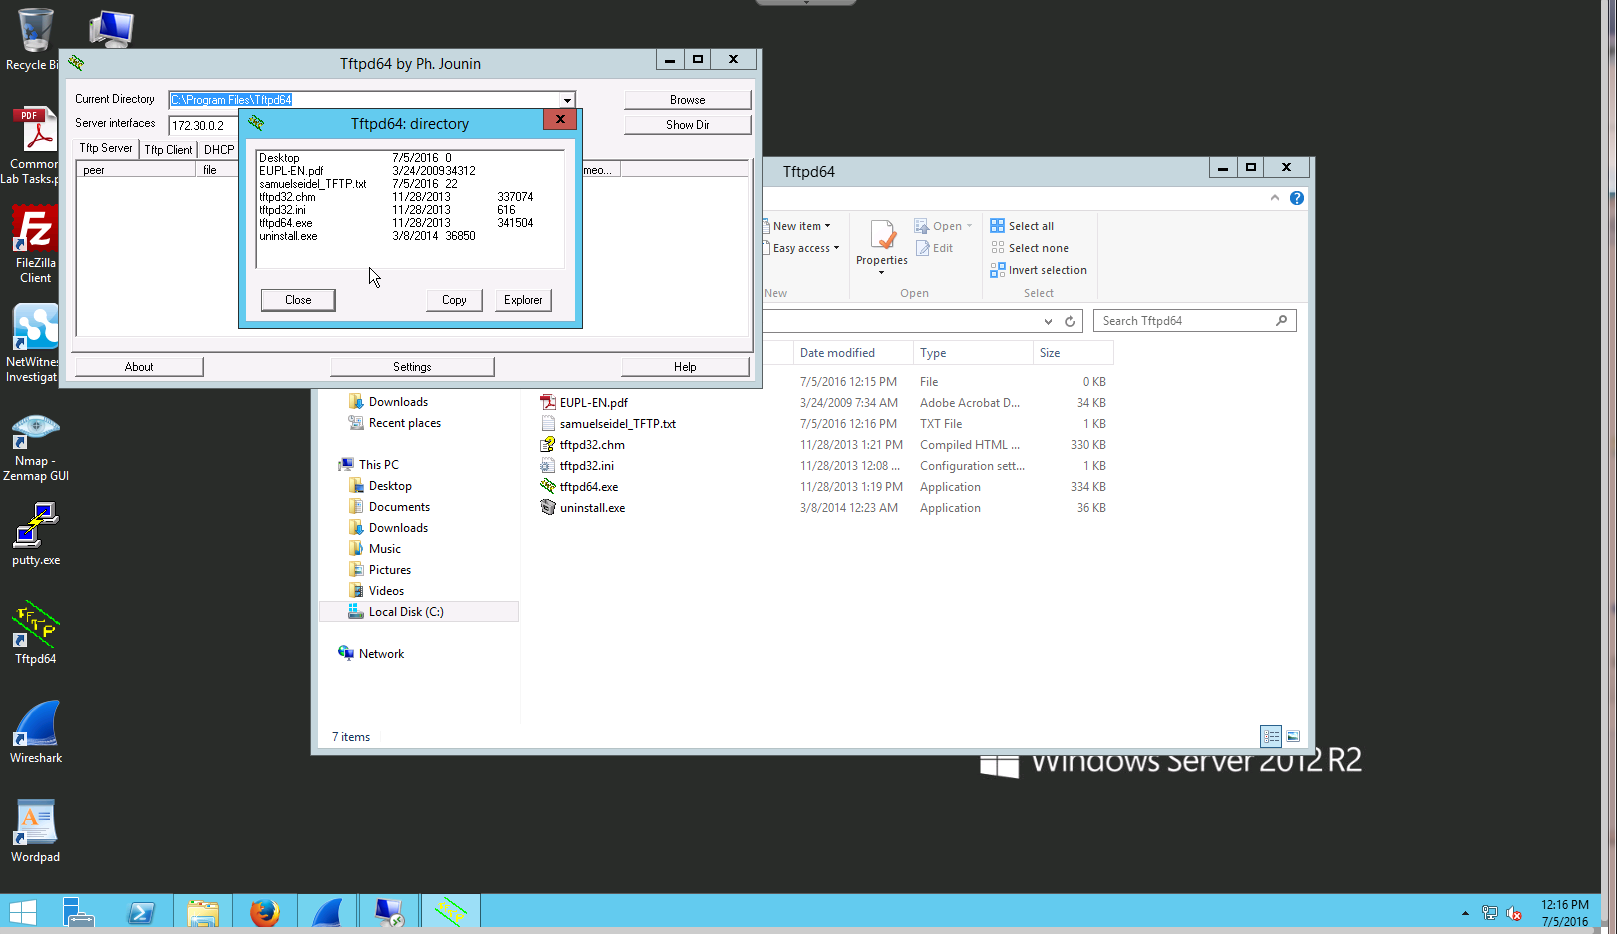 Recycle Bi
Common
Lab Tasks.p
FileZilla
Client
NetWitne
Investigat
Nmap -
Zenmap GUI
putty.exe
Tftpd64
Wireshark
Wordpad
Tftpd64 by Ph. Jounin
Current Directory
C:\Program Files\Tftpd64
Browse
Server interfaces
172.30.0.2
Show Dir
Tftp Server
Tftp Client
DHCP
peer
file
meo...
About
Settings
Help
Tftpd64: directory
Desktop 7/5/2016 0
EUPL-EN.pdf 3/24/200934312
samuelseidel_TFTP.txt 7/5/2016 22
tftpd32.chm 11/28/2013 337074
tftpd32.ini 11/28/2013 616
tftpd64.exe 11/28/2013 341504
uninstall.exe 3/8/2014 36850
Close
Copy
Explorer
Tftpd64
New item
Easy access
New
Properties
Open
Edit
Open
Select all
Select none
Invert selection
Select
Search Tftpd64
Date modified Type Size
7/5/2016 12:15 PM File 0 KB
EUPL-EN.pdf 3/24/2009 7:34 AM Adobe Acrobat D... 34 KB
samuelseidel_TFTP.txt 7/5/2016 12:16 PM TXT File 1 KB
tftpd32.chm 11/28/2013 1:21 PM Compiled HTML ... 330 KB
tftpd32.ini 11/28/2013 12:08 ... Configuration sett... 1 KB
tftpd64.exe 11/28/2013 1:19 PM Application 334 KB
uninstall.exe 3/8/2014 12:23 AM Application 36 KB
Downloads
Recent places
This PC
Desktop
Documents
Downloads
Music
Pictures
Videos
Local Disk (C:)
Network
7 items
Windows Server 2012 R2
12:16 PM
7/5/2016